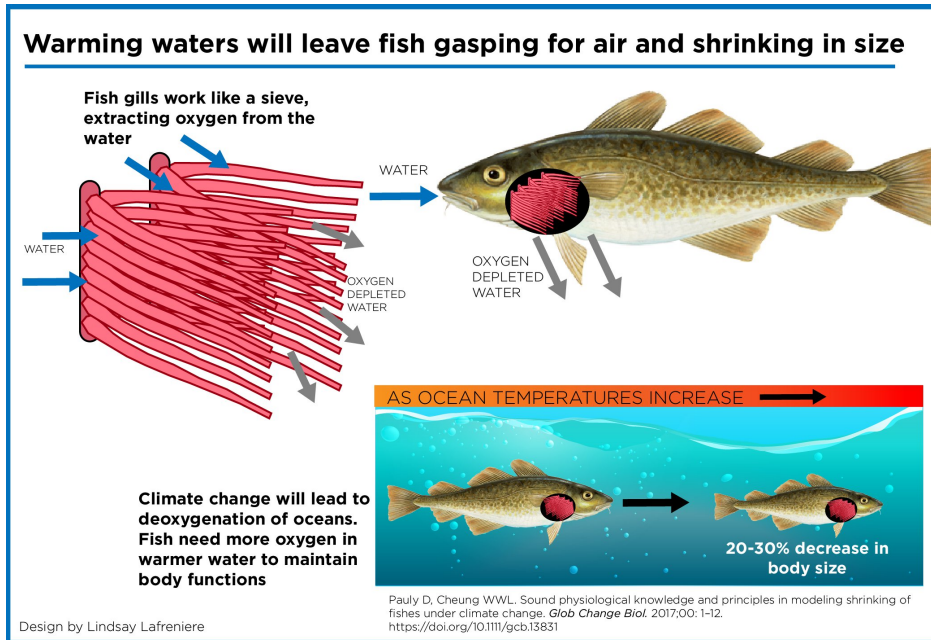 Warming waters will leave fish gasping for air and shrinking in size
Fish gills work like a sieve,
extracting oxygen from the
water
WATER
OXYGEN
DEPLETED
WATER
WATER
OXYGEN
DEPLETED
WATER
Climate change will lead to
deoxygenation of oceans.
Fish need more oxygen in
warmer water to maintain
body functions
AS OCEAN TEMPERATURES INCREASE
20-30% decrease in
body size
Pauly D, Cheung WWL. Sound physiological knowledge and principles in modeling shrinking of
fishes under climate change. Glob Change Biol. 2017;00: 1–12.
https://doi.org/10.1111/gcb.13831
Design by Lindsay Lafreniere